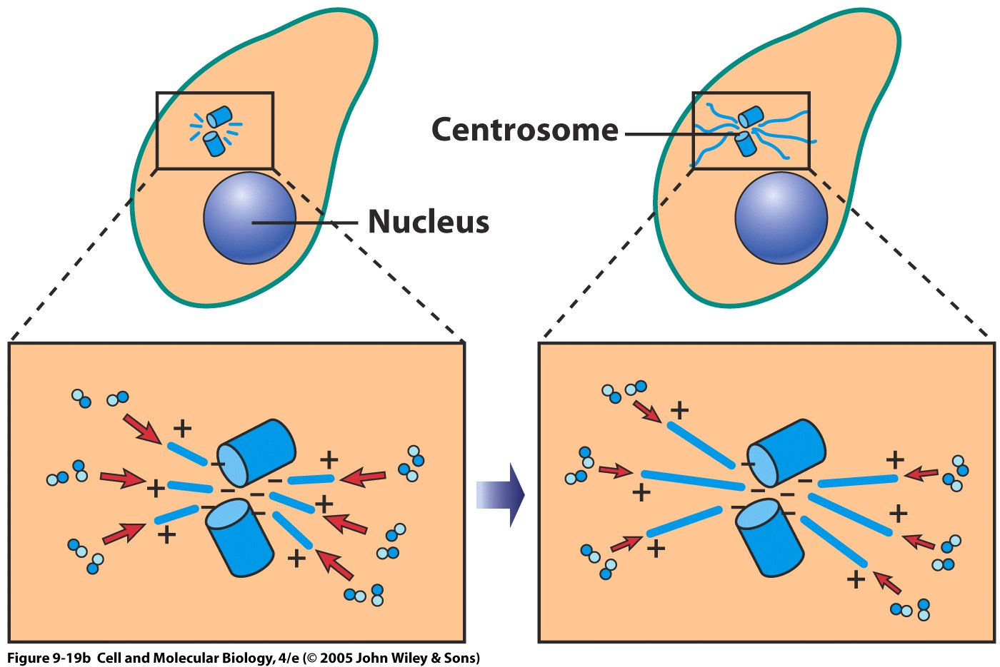 Centrosome
Nucleus
+ + + + + +
− − − − − −
+ + + + + +
− − − − − −
Figure 9-19b Cell and Molecular Biology, 4/e (© 2005 John Wiley & Sons)